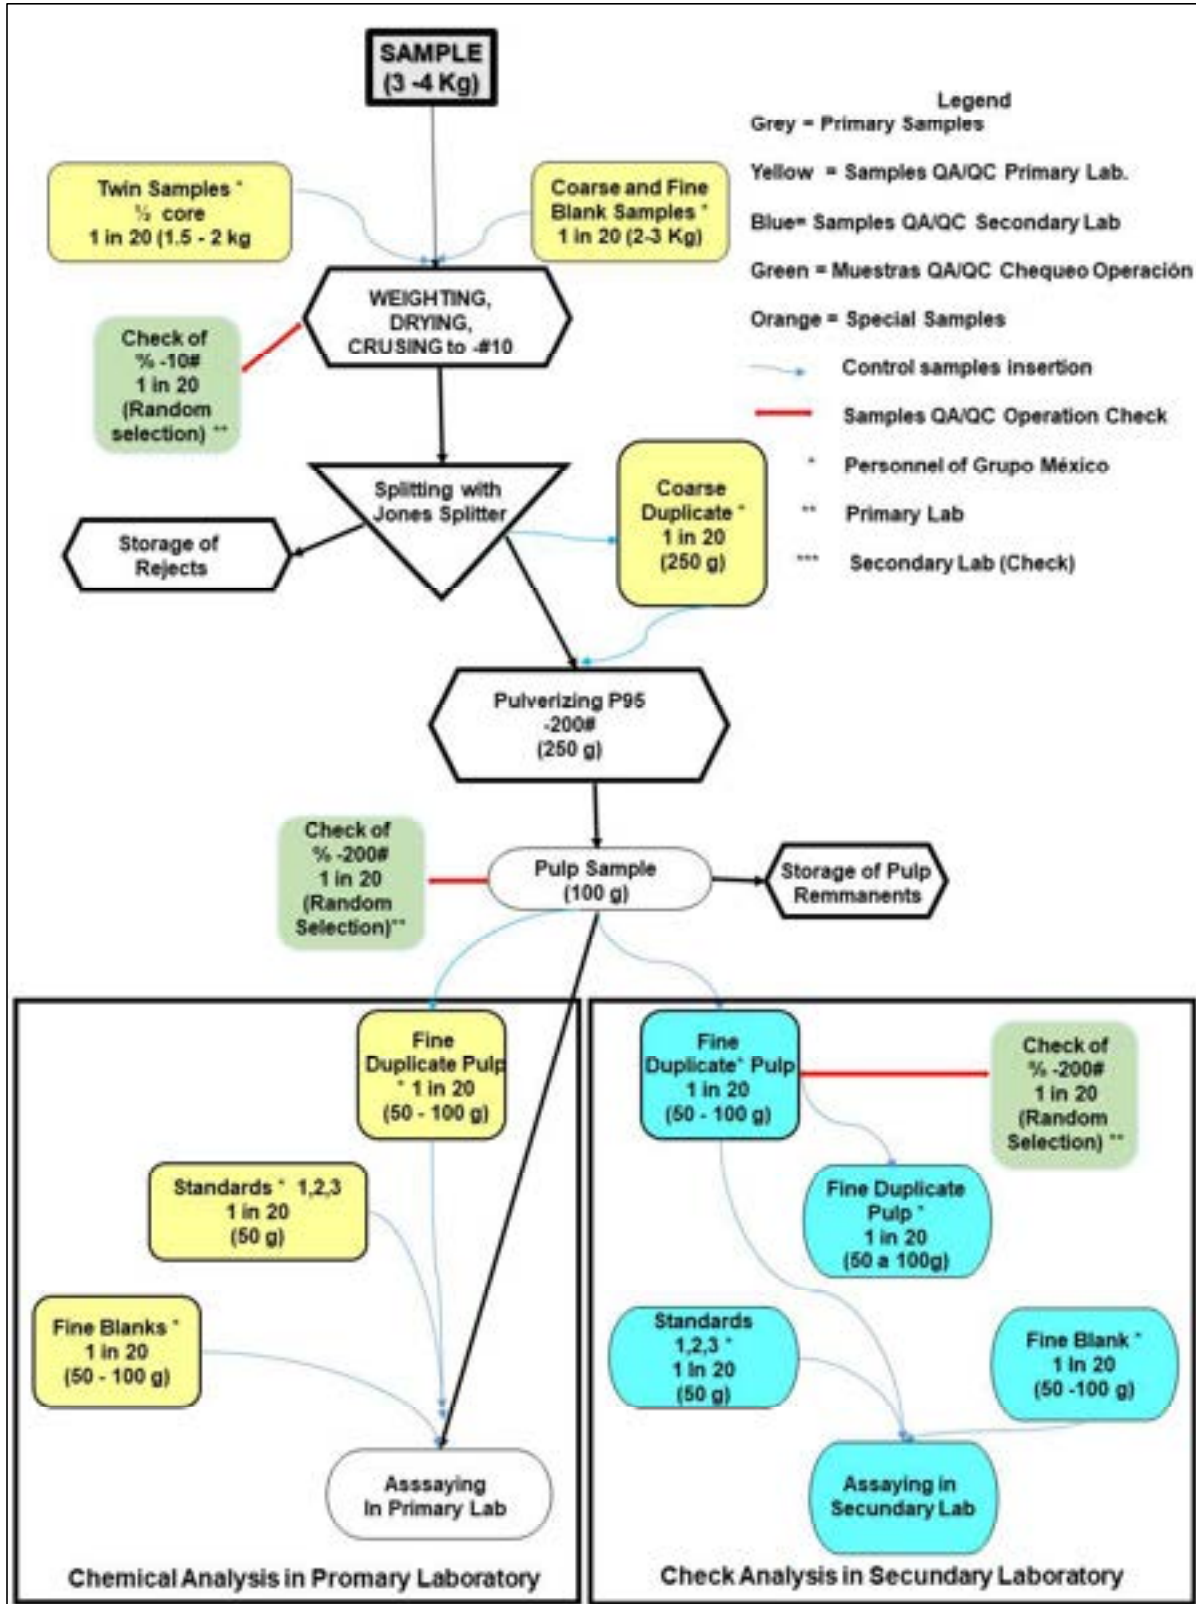 SAMPLE
(3 -4 Kg)
Legend
Grey = Primary Samples
Yellow = Samples QA/QC Primary Lab.
Blue= Samples QA/QC Secondary Lab
Green = Muestras QA/QC Chequeo Operación
Orange = Special Samples
Control samples insertion
Samples QA/QC Operation Check
* Personnel of Grupo México
** Primary Lab
*** Secondary Lab (Check)
Twin Samples *
½ core
1 in 20 (1.5 - 2 kg
Coarse and Fine
Blank Samples *
1 in 20 (2-3 Kg)
WEIGHTING,
DRYING,
CRUSING to -#10
Check of
% -10#
1 in 20
(Random
selection) **
Splitting with
Jones Splitter
Coarse
Duplicate *
1 in 20
(250 g)
Storage of
Rejects
Pulverizing P95
-200#
(250 g)
Check of
% -200#
1 in 20
(Random
Selection)**
Pulp Sample
(100 g)
Storage of Pulp
Remmanents
Fine
Duplicate Pulp
* 1 in 20
(50 - 100 g)
Standards * 1,2,3
1 in 20
(50 g)
Fine Blanks *
1 in 20
(50 - 100 g)
Asssaying
In Primary Lab
Chemical Analysis in Promary Laboratory
Fine
Duplicate* Pulp
1 in 20
(50 - 100 g)
Check of
% -200#
1 in 20
(Random
Selection) **
Fine Duplicate
Pulp *
1 in 20
(50 a 100g)
Standards
1,2,3 *
1 In 20
(50 g)
Fine Blank *
1 In 20
(50 -100 g)
Assaying in
Secundary Lab
Check Analysis in Secundary Laboratory